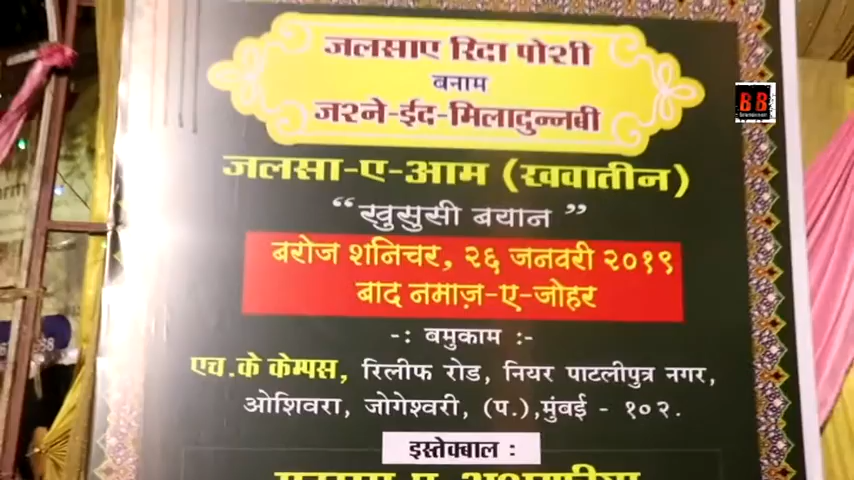 जलसाए रिदा पोशी
बनाम
जश्ने-ईद-मिलादुन्नबी
BB
जलसा-ए-आम (ख़वातीन)
“खुसुसी बयान”
बरोज शनिचर, २६ जनवरी २०१९
बाद नमाज़-ए-जोहर
-: बमुकाम :-
एच.के केम्पस, रिलीफ रोड, नियर पाटलीपुत्र नगर,
ओशिवरा, जोगेश्वरी, (प.),मुंबई - १०२.
इस्तेक्बाल :